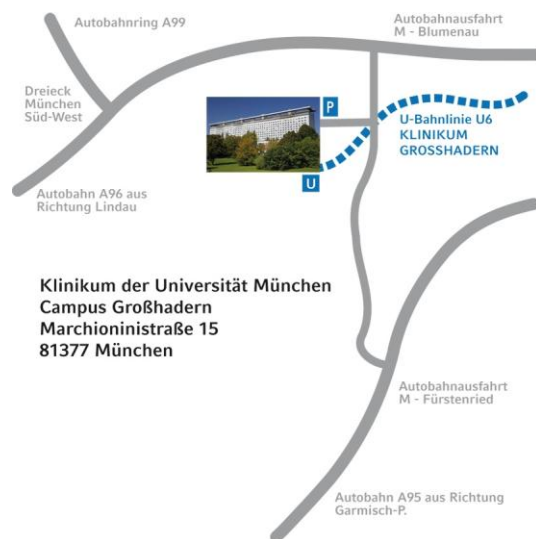 Autobahnring A99
Autobahnausfahrt
M - Blumenau
Dreieck
München
Süd-West
P
U-Bahnlinie U6
KLINIKUM
GROSSHADERN
U
Autobahn A96 aus
Richtung Lindau
Klinikum der Universität München
Campus Großhadern
Marchioninistraße 15
81377 München
Autobahnausfahrt
M - Fürstenried
Autobahn A95 aus Richtung
Garmisch-P.